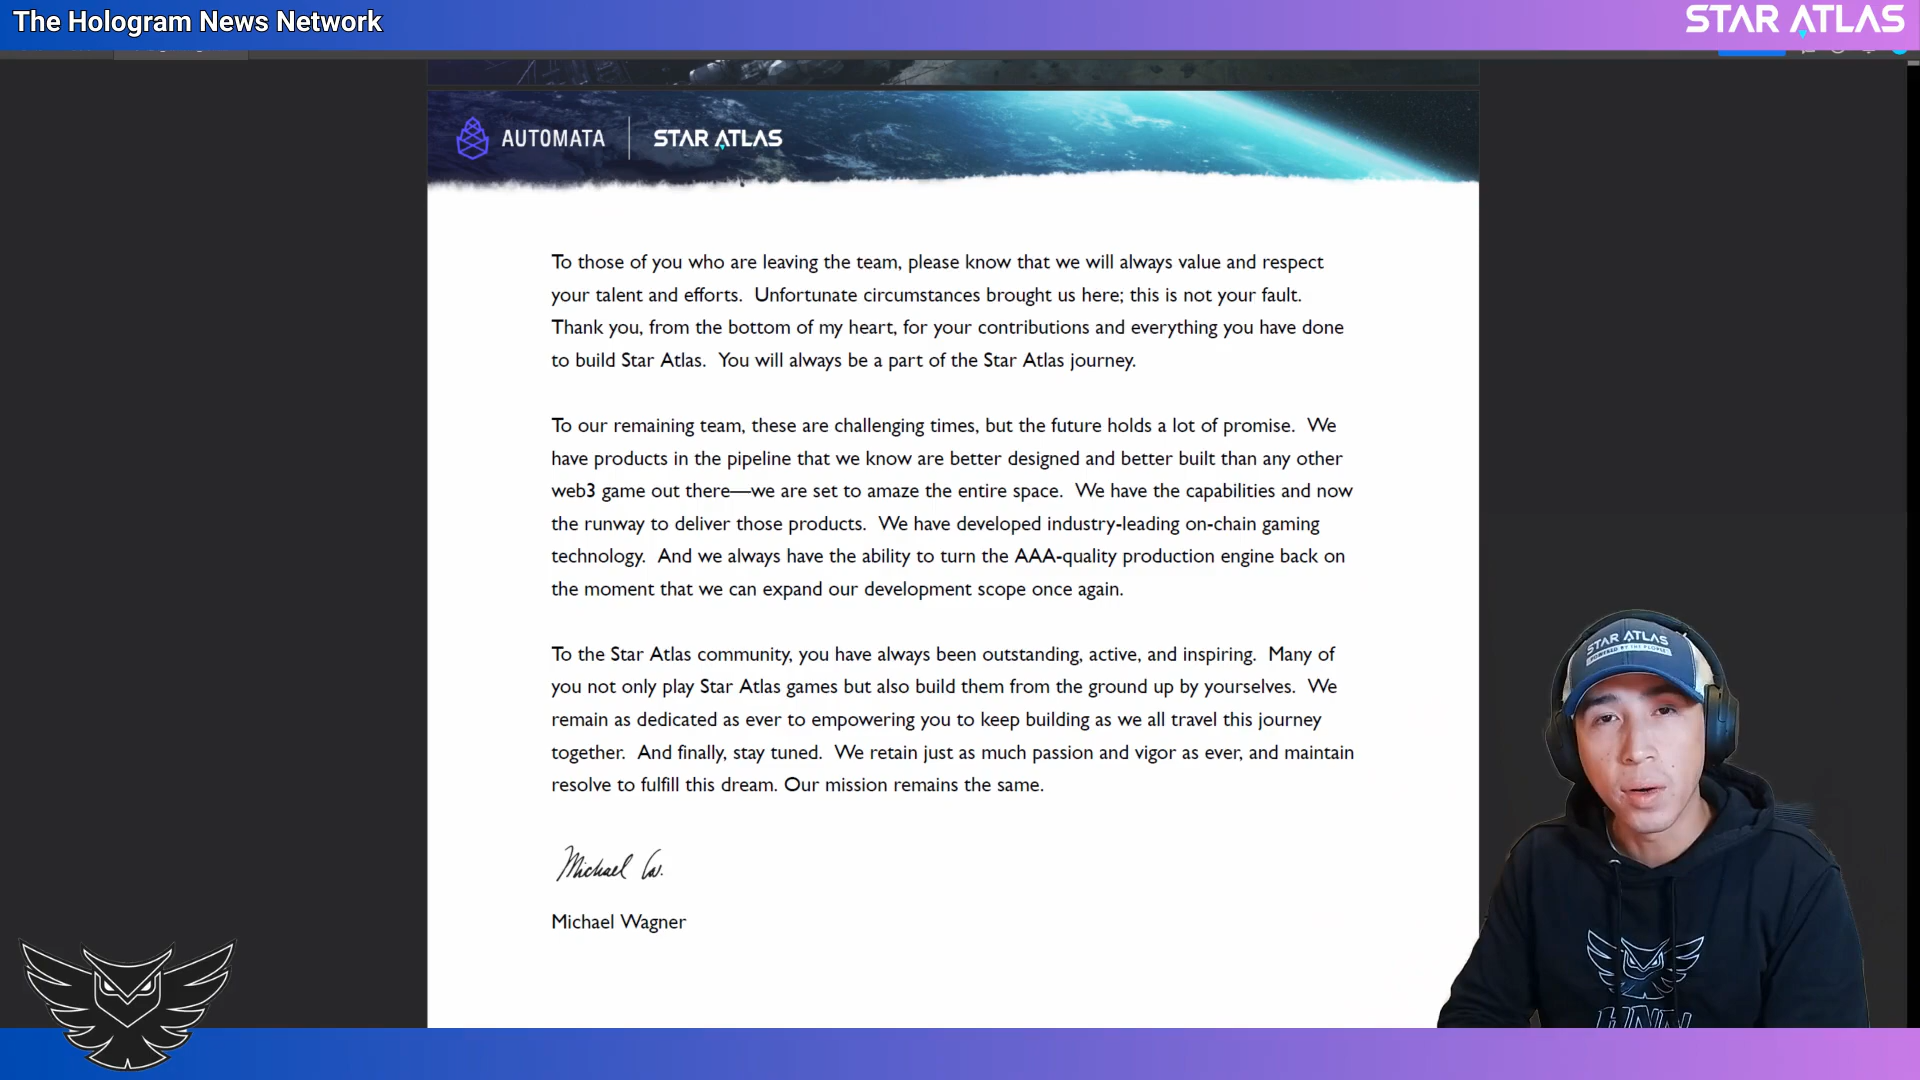 The Hologram News Network
STAR ATLAS
AUTOMATA
STAR ATLAS
To those of you who are leaving the team, please know that we will always value and respect
your talent and efforts.  Unfortunate circumstances brought us here; this is not your fault.
Thank you, from the bottom of my heart, for your contributions and everything you have done
to build Star Atlas.  You will always be a part of the Star Atlas journey.
To our remaining team, these are challenging times, but the future holds a lot of promise.  We
have products in the pipeline that we know are better designed and better built than any other
web3 game out there—we are set to amaze the entire space.  We have the capabilities and now
the runway to deliver those products.  We have developed industry-leading on-chain gaming
technology.  And we always have the ability to turn the AAA-quality production engine back on
the moment that we can expand our development scope once again.
To the Star Atlas community, you have always been outstanding, active, and inspiring.  Many of
you not only play Star Atlas games but also build them from the ground up by yourselves.  We
remain as dedicated as ever to empowering you to keep building as we all travel this journey
together.  And finally, stay tuned.  We retain just as much passion and vigor as ever, and maintain
resolve to fulfill this dream. Our mission remains the same.
Michael W.
Michael Wagner
STAR ATLAS
POWERED BY THE PEOPLE
HNN